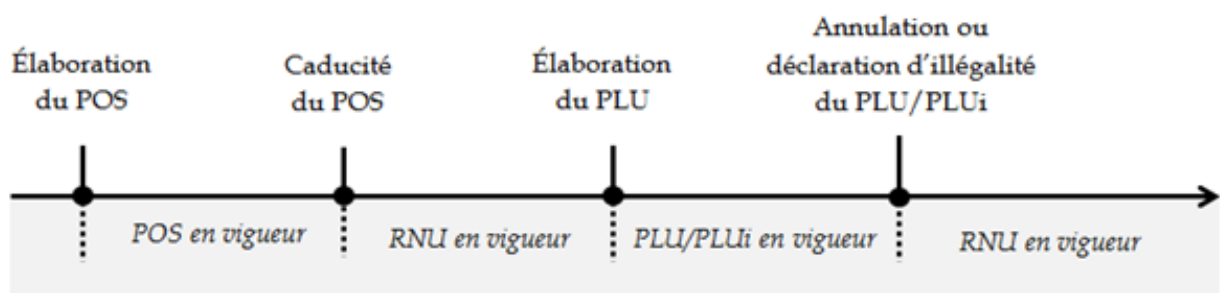 Élaboration
du POS
Caducité
du POS
Élaboration
du PLU
Annulation ou
déclaration d'illégalité
du PLU/PLUi
POS en vigueur
RNU en vigueur
PLU/PLUi en vigueur
RNU en vigueur